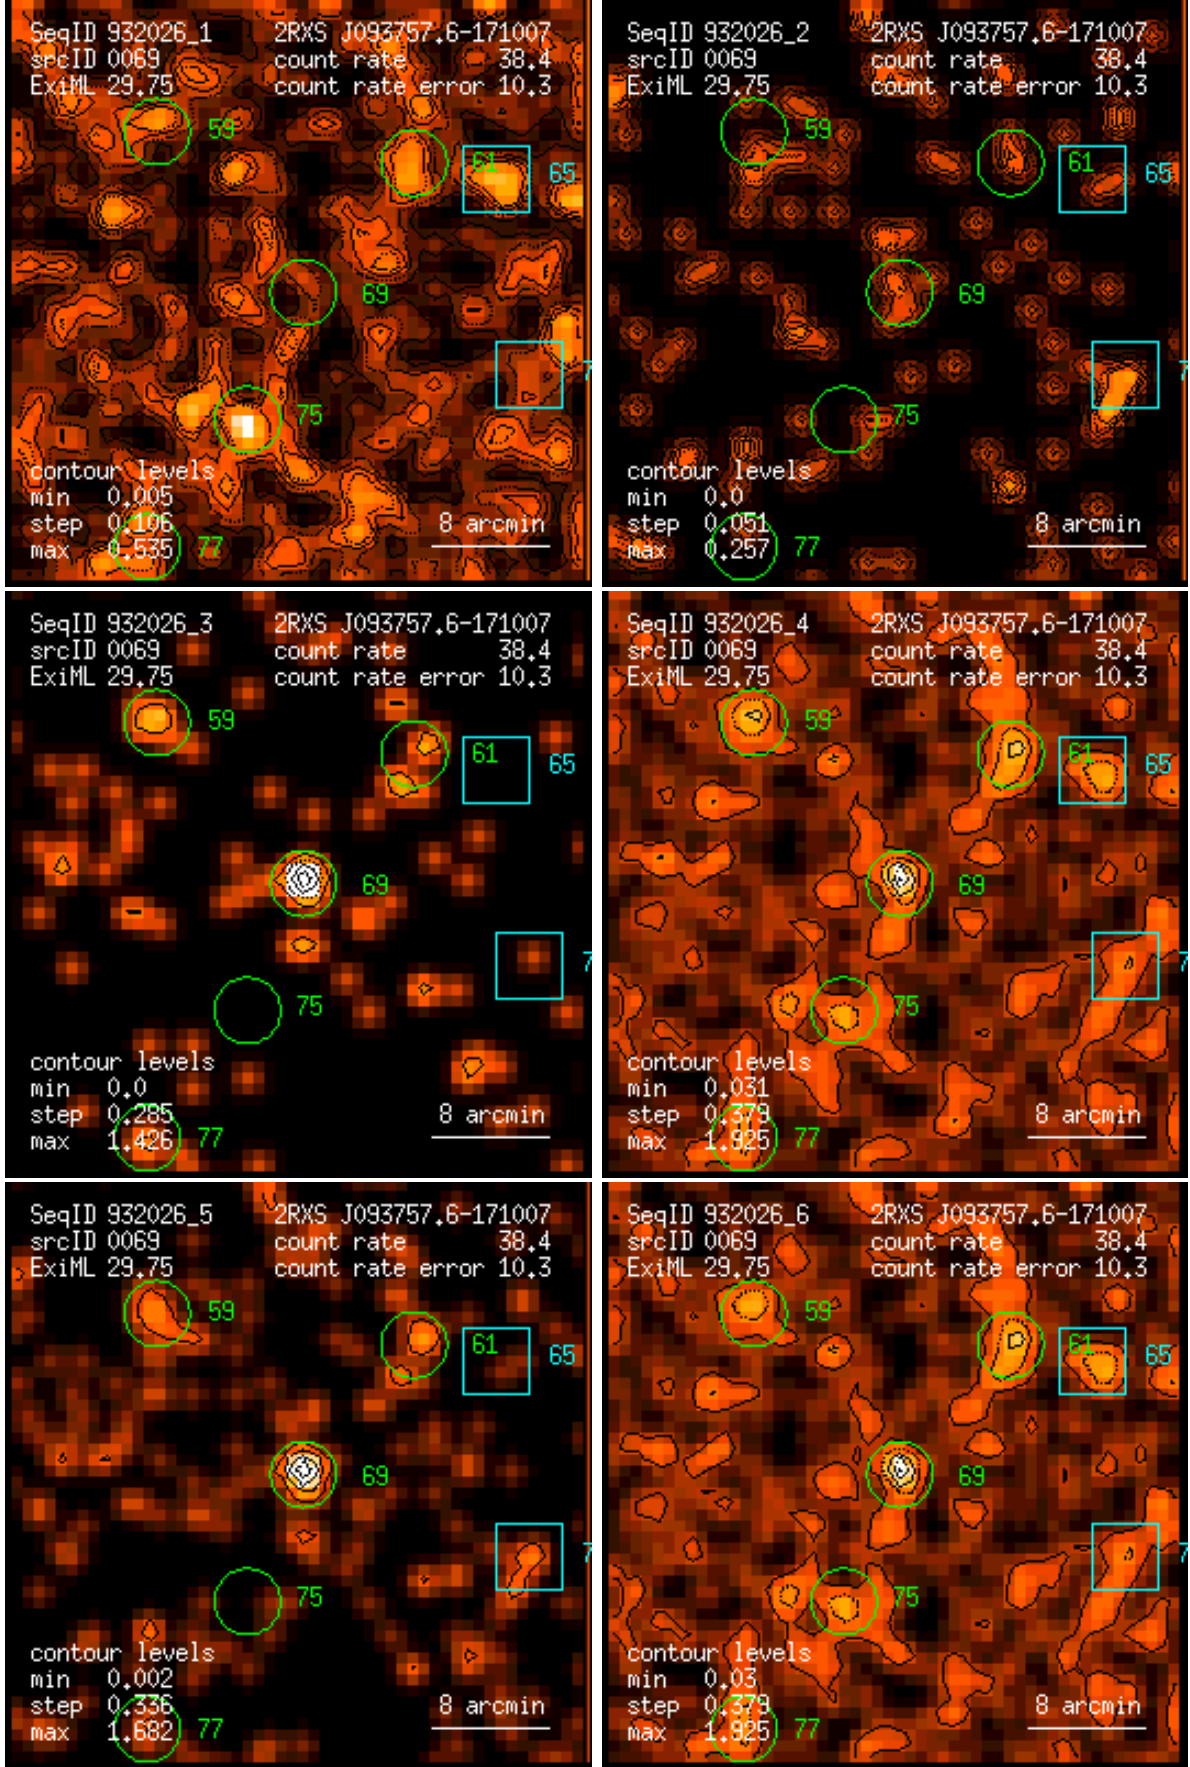 SeqID 932026_1 2RXS J093757.6-171007
srcID 0069 count rate 38.4
ExiML 29.75 count rate error 10.3
59
61
65
69
75
contour levels
min 0.005
step 0.106
max 0.535
77
8 arcmin
SeqID 932026_2 2RXS J093757.6-171007
srcID 0069 count rate 38.4
ExiML 29.75 count rate error 10.3
59
61
65
69
75
contour levels
min 0.0
step 0.051
max 0.257
77
8 arcmin
SeqID 932026_3 2RXS J093757.6-171007
srcID 0069 count rate 38.4
ExiML 29.75 count rate error 10.3
59
61
65
69
75
contour levels
min 0.0
step 0.285
max 1.426
77
8 arcmin
SeqID 932026_4 2RXS J093757.6-171007
srcID 0069 count rate 38.4
ExiML 29.75 count rate error 10.3
59
61
65
69
75
contour levels
min 0.031
step 0.379
max 1.925
77
8 arcmin
SeqID 932026_5 2RXS J093757.6-171007
srcID 0069 count rate 38.4
ExiML 29.75 count rate error 10.3
59
61
65
69
75
contour levels
min 0.002
step 0.336
max 1.682
77
8 arcmin
SeqID 932026_6 2RXS J093757.6-171007
srcID 0069 count rate 38.4
ExiML 29.75 count rate error 10.3
59
61
65
69
75
contour levels
min 0.03
step 0.379
max 1.925
77
8 arcmin